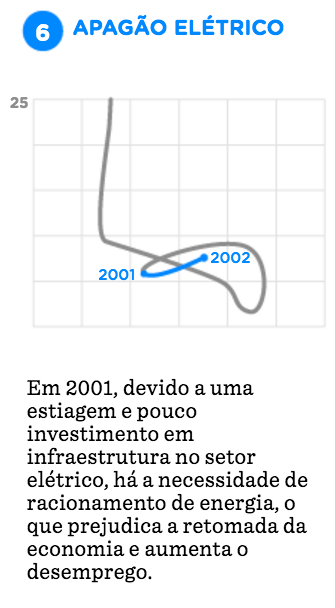 6 APAGÃO ELÉTRICO
25
2002
2001
Em 2001, devido a uma
estiagem e pouco
investimento em
infraestrutura no setor
elétrico, há a necessidade de
racionamento de energia, o
que prejudica a retomada da
economia e aumenta o
desemprego.